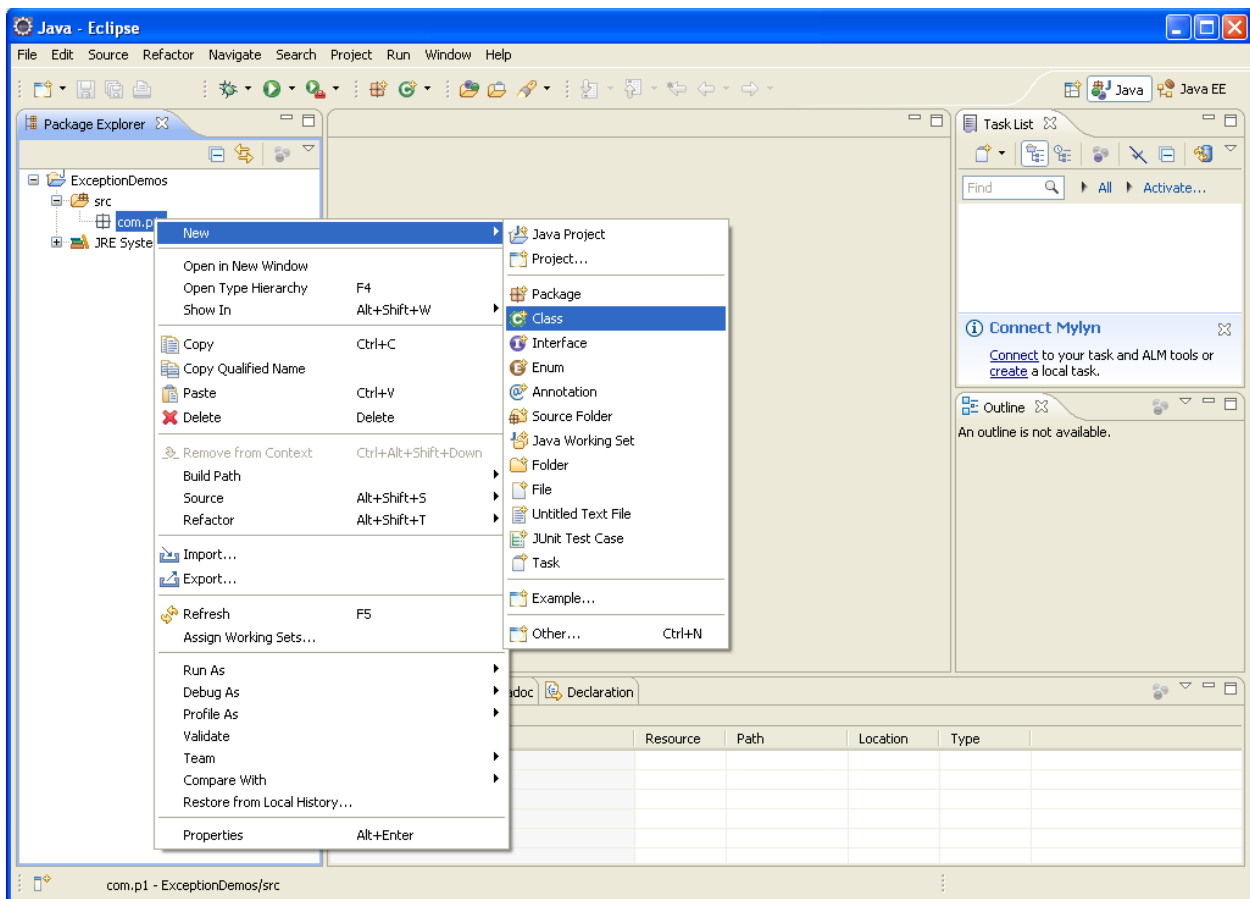 Java - Eclipse
File Edit Source Refactor Navigate Search Project Run Window Help
Java Java EE
Package Explorer
Task List
ExceptionDemos
src
com.p1
JRE Syste
Find All Activate...
New
Open in New Window
Open Type Hierarchy F4
Show In Alt+Shift+W
Copy Ctrl+C
Copy Qualified Name
Paste Ctrl+V
Delete Delete
Remove from Context Ctrl+Alt+Shift+Down
Build Path
Source Alt+Shift+S
Refactor Alt+Shift+T
Import...
Export...
Refresh F5
Assign Working Sets...
Run As
Debug As
Profile As
Validate
Team
Compare With
Restore from Local History...
Properties Alt+Enter
Java Project
Project...
Package
Class
Interface
Enum
Annotation
Source Folder
Java Working Set
Folder
File
Untitled Text File
JUnit Test Case
Task
Example...
Other... Ctrl+N
Connect Mylyn
Connect to your task and ALM tools or
create a local task.
Outline
An outline is not available.
adoc Declaration
Resource Path Location Type
com.p1 - ExceptionDemos/src